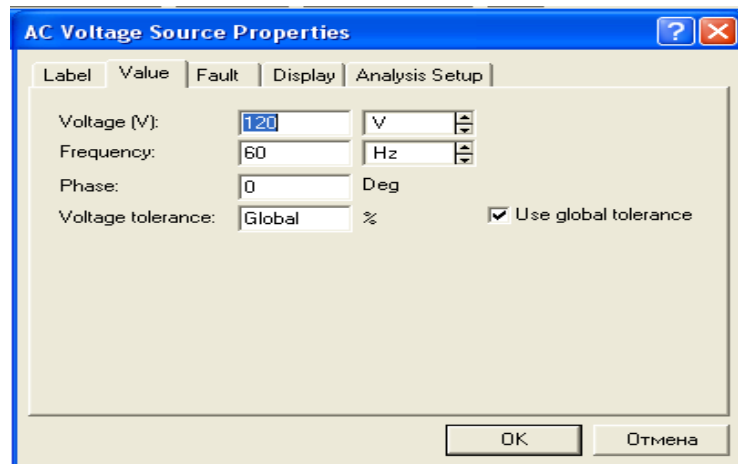 AC Voltage Source Properties
Label Value Fault Display Analysis Setup
Voltage (V): 120 V
Frequency: 60 Hz
Phase: 0 Deg
Voltage tolerance: Global % Use global tolerance
OK Отмена